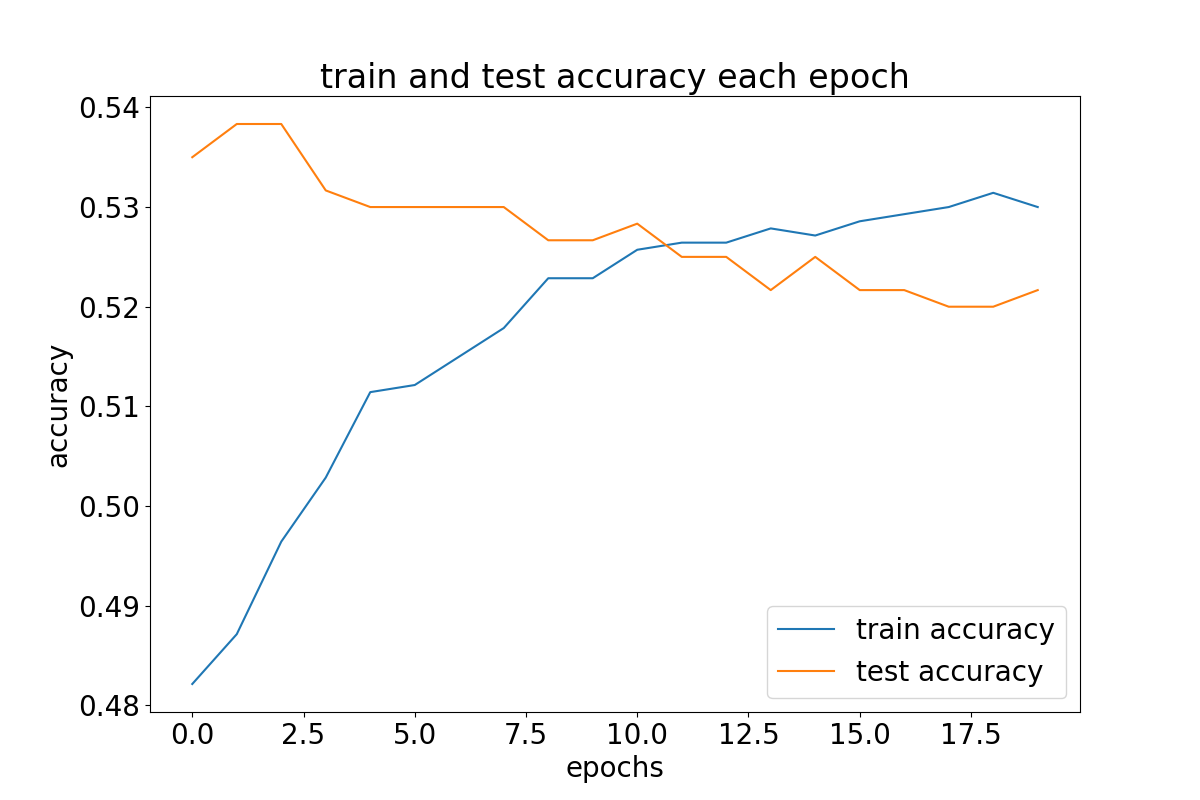 train and test accuracy each epoch
0.54
0.53
0.52
0.51
0.50
0.49
0.48
accuracy
train accuracy
test accuracy
0.0 2.5 5.0 7.5 10.0 12.5 15.0 17.5
epochs